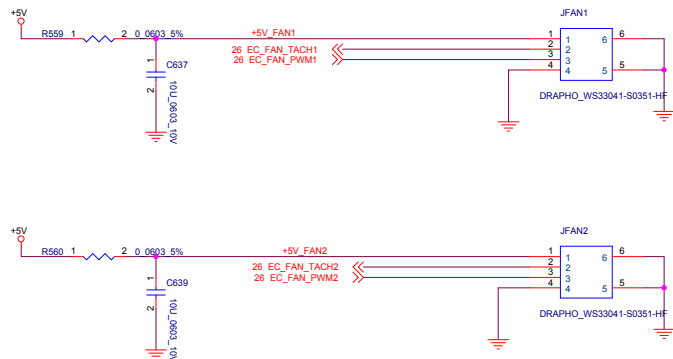 JFAN1
+5V
R559 1 2 0_0603_5% +5V_FAN1 1 1 6 6
26 EC_FAN_TACH1 2 2
26 EC_FAN_PWM1 3 3
1 C637 4 4 5 5
2
10U_0603_10V
DRAPHO_WS33041-S0351-HF
JFAN2
+5V
R560 1 2 0_0603_5% +5V_FAN2 1 1 6 6
26 EC_FAN_TACH2 2 2
26 EC_FAN_PWM2 3 3
1 C639 4 4 5 5
2
10U_0603_10V
DRAPHO_WS33041-S0351-HF